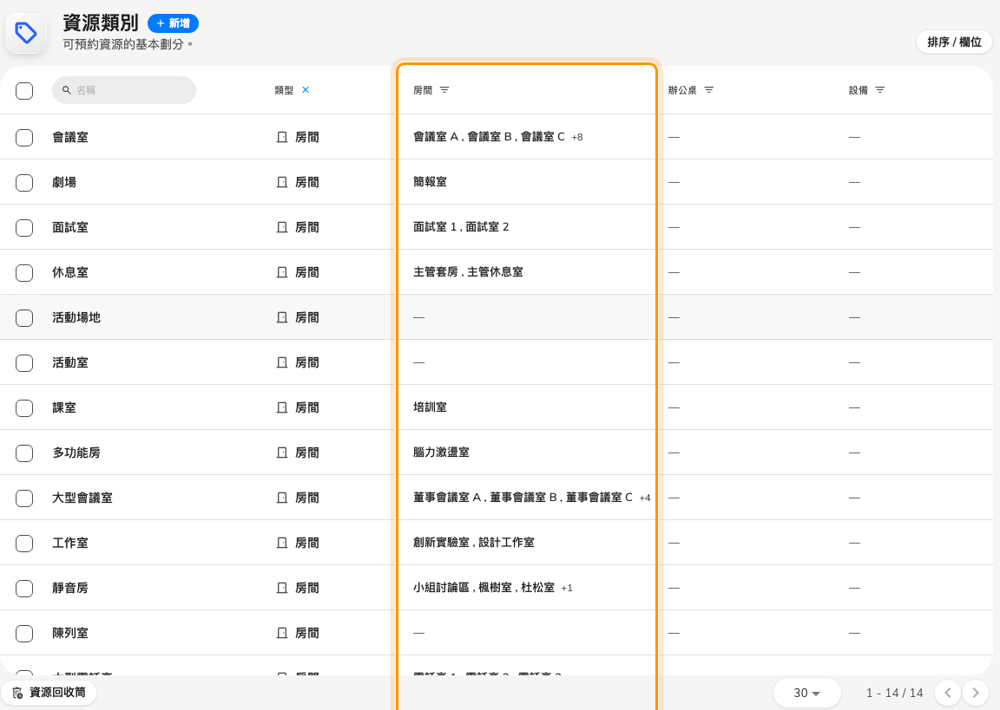 資源類別 + 新增
可預約資源的基本劃分。
排序 / 欄位
名稱 類型 房間 辦公桌 設備
會議室 房間 會議室 A , 會議室 B , 會議室 C +8 — —
劇場 房間 簡報室 — —
面試室 房間 面試室 1 , 面試室 2 — —
休息室 房間 主管套房 , 主管休息室 — —
活動場地 房間 — — —
活動室 房間 — — —
課室 房間 培訓室 — —
多功能房 房間 腦力激盪室 — —
大型會議室 房間 董事會議室 A , 董事會議室 B , 董事會議室 C +4 — —
工作室 房間 創新實驗室 , 設計工作室 — —
靜音房 房間 小組討論區 , 楓樹室 , 杜松室 +1 — —
陳列室 房間 — — —
資源回收筒 30 1 - 14 / 14